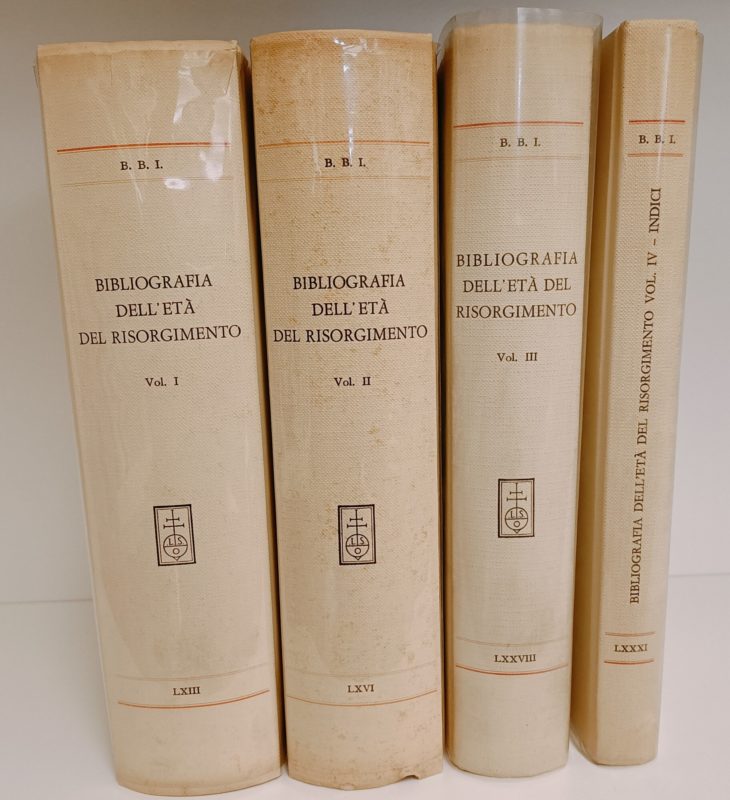 B. B. I.
BIBLIOGRAFIA
DELL'ETÀ
DEL RISORGIMENTO
Vol. I
L S
O
LXIII
B. B. I.
BIBLIOGRAFIA
DELL'ETÀ
DEL RISORGIMENTO
Vol. II
L S
O
LXVI
B. B. I.
BIBLIOGRAFIA
DELL'ETÀ DEL
RISORGIMENTO
Vol. III
L S
O
LXXVIII
B. B. I.
BIBLIOGRAFIA DELL'ETÀ DEL RISORGIMENTO VOL. IV - INDICI
LXXXI